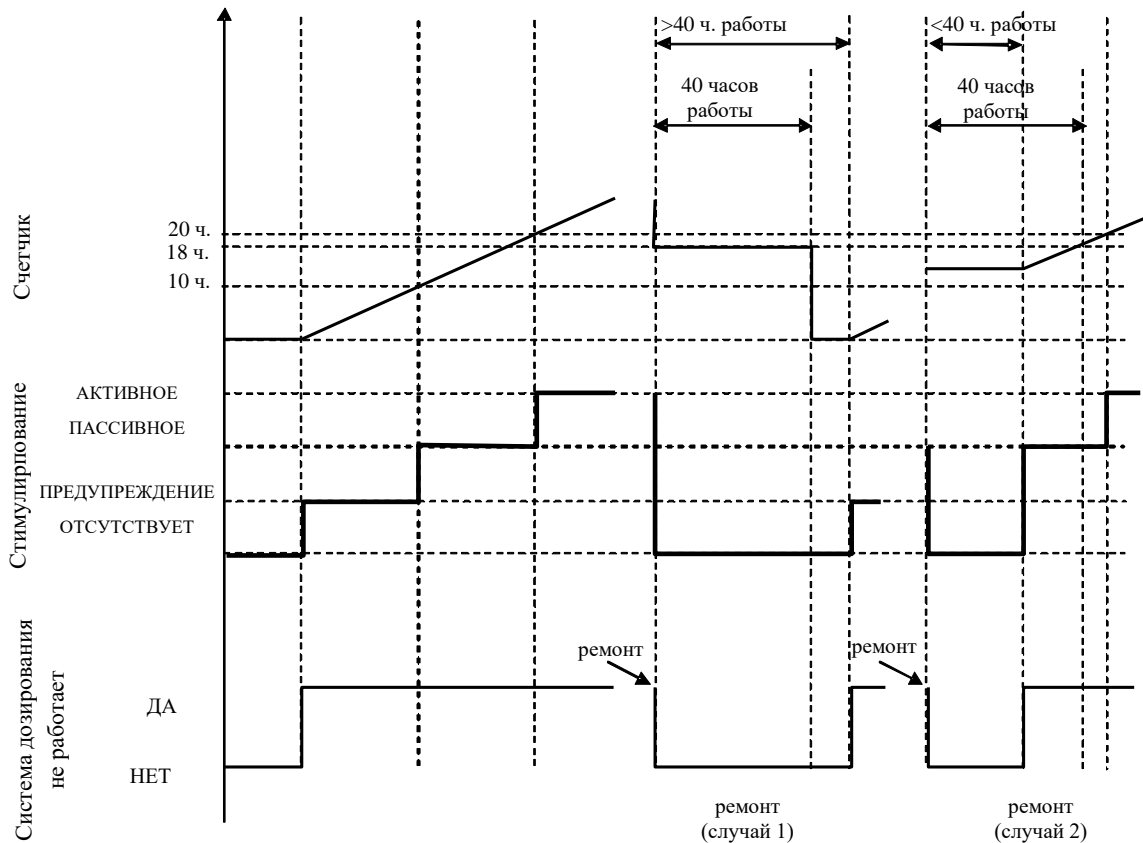 >40 ч. работы
<40 ч. работы
40 часов
работы
40 часов
работы
Счетчик
20 ч.
18 ч.
10 ч.
Стимулирпование
АКТИВНОЕ
ПАССИВНОЕ
ПРЕДУПРЕЖДЕНИЕ
ОТСУТСТВУЕТ
Система дозирования
не работает
ремонт
ремонт
ДА
НЕТ
ремонт
(случай 1)
ремонт
(случай 2)